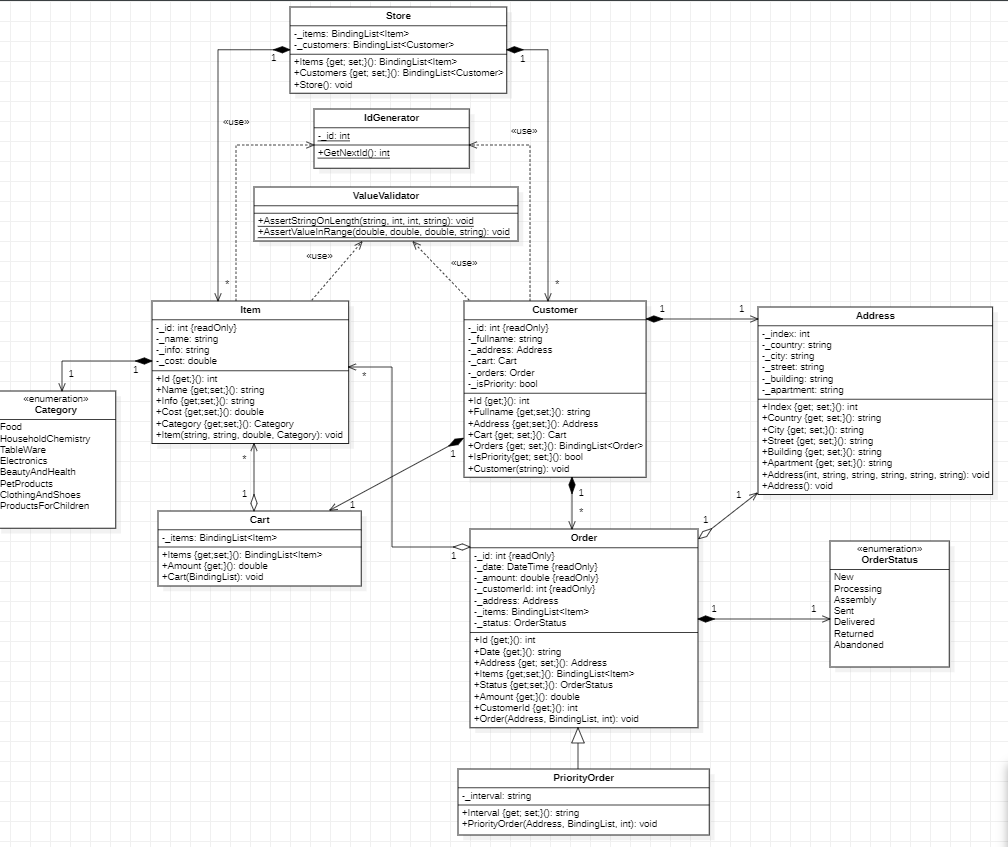 Store
-_items: BindingList<Item>
-_customers: BindingList<Customer>
+Items {get; set;}(): BindingList<Item>
+Customers {get; set;}(): BindingList<Customer>
+Store(): void
1
1
«use»
«use»
IdGenerator
-_id: int
+GetNextId(): int
ValueValidator
+AssertStringOnLength(string, int, int, string): void
+AssertValueInRange(double, double, double, string): void
«use»
«use»
*
*
Item
-_id: int {readOnly}
-_name: string
-_info: string
-_cost: double
+Id {get;}(): int
+Name {get;set;}(): string
+Info {get;set;}(): string
+Cost {get;set;}(): double
+Category {get;set;}(): Category
+Item(string, string, double, Category): void
Customer
-_id: int {readOnly}
-_fullname: string
-_address: Address
-_cart: Cart
-_orders: Order
-_isPriority: bool
+Id {get;}(): int
+Fullname {get;set;}(): string
+Address {get;set;}(): Address
+Cart {get; set;}(): Cart
+Orders {get; set;}(): BindingList<Order>
+IsPriority{get; set;}(): bool
+Customer(string): void
1
1
Address
-_index: int
-_country: string
-_city: string
-_street: string
-_building: string
-_apartment: string
+Index {get; set;}(): int
+Country {get; set;}(): string
+City {get; set;}(): string
+Street {get; set;}(): string
+Building {get; set;}(): string
+Apartment {get; set;}(): string
+Address(int, string, string, string, string, string): void
+Address(): void
1
1
«enumeration»
Category
Food
HouseholdChemistry
TableWare
Electronics
BeautyAndHealth
PetProducts
ClothingAndShoes
ProductsForChildren
*
*
1
1
1
Cart
-_items: BindingList<Item>
+Items {get;set;}(): BindingList<Item>
+Amount {get;}(): double
+Cart(BindingList): void
1
*
1
1
1
Order
-_id: int {readOnly}
-_date: DateTime {readOnly}
-_amount: double {readOnly}
-_customerId: int {readOnly}
-_address: Address
-_items: BindingList<Item>
-_status: OrderStatus
+Id {get;}(): int
+Date {get;}(): string
+Address {get; set;}(): Address
+Items {get;set;}(): BindingList<Item>
+Status {get;set;}(): OrderStatus
+Amount {get;}(): double
+CustomerId {get;}(): int
+Order(Address, BindingList, int): void
1
1
«enumeration»
OrderStatus
New
Processing
Assembly
Sent
Delivered
Returned
Abandoned
PriorityOrder
-_interval: string
+Interval {get; set;}(): string
+PriorityOrder(Address, BindingList, int): void